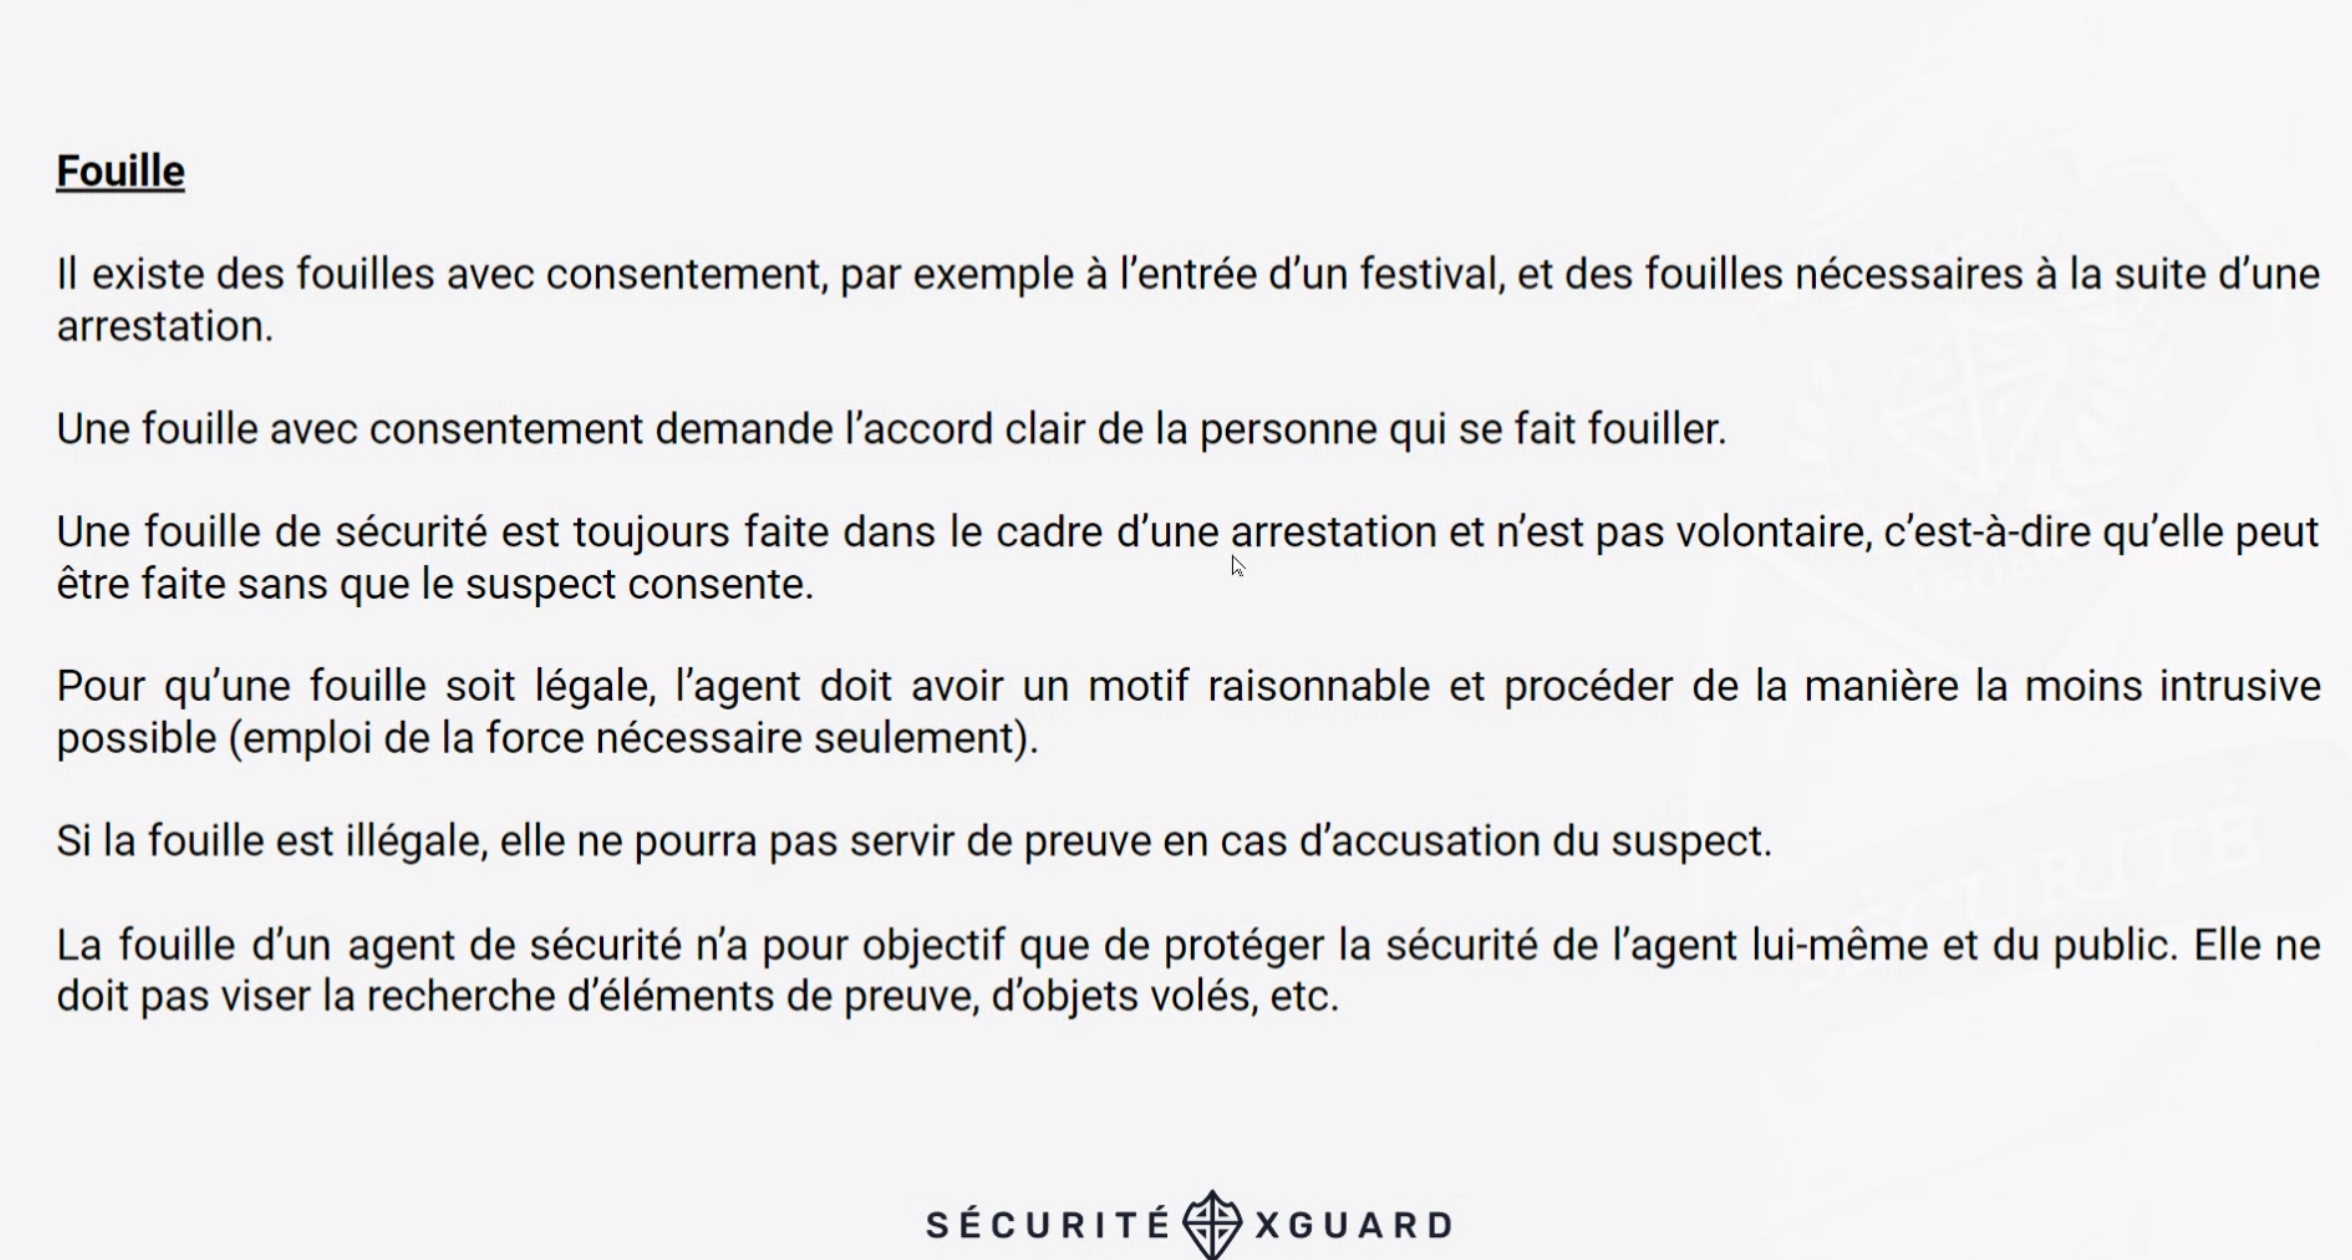 Fouille
Il existe des fouilles avec consentement, par exemple à l’entrée d’un festival, et des fouilles nécessaires à la suite d’une
arrestation.
Une fouille avec consentement demande l’accord clair de la personne qui se fait fouiller.
Une fouille de sécurité est toujours faite dans le cadre d’une arrestation et n’est pas volontaire, c’est-à-dire qu’elle peut
être faite sans que le suspect consente.
Pour qu’une fouille soit légale, l’agent doit avoir un motif raisonnable et procéder de la manière la moins intrusive
possible (emploi de la force nécessaire seulement).
Si la fouille est illégale, elle ne pourra pas servir de preuve en cas d’accusation du suspect.
La fouille d’un agent de sécurité n’a pour objectif que de protéger la sécurité de l’agent lui-même et du public. Elle ne
doit pas viser la recherche d’éléments de preuve, d’objets volés, etc.
XGUARD
SÉCURITÉ
SÉCURITÉ XGUARD